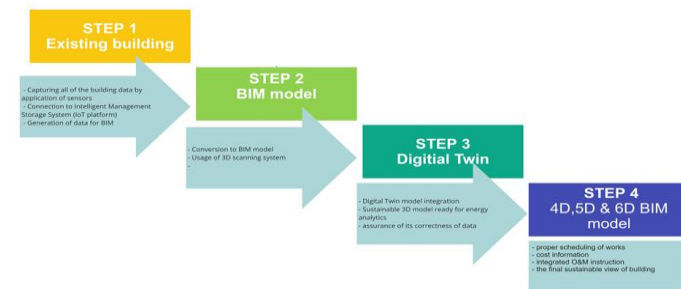 STEP 1
Existing building
- Capturing all of the building data by
application of sensors
- Connection to Intelligent Management
Storage System (IoT platform)
- Generation of data for BIM
STEP 2
BIM model
- Conversion to BIM model
- Usage of 3D scanning system
-
STEP 3
Digitial Twin
- Digital Twin model integration
- Sustainable 3D model ready for energy
analytics
- assurance of its correctness of data
STEP 4
4D,5D & 6D BIM
model
- proper scheduling of works
- cost information
- integrated O&M instruction
- the final sustainable view of building